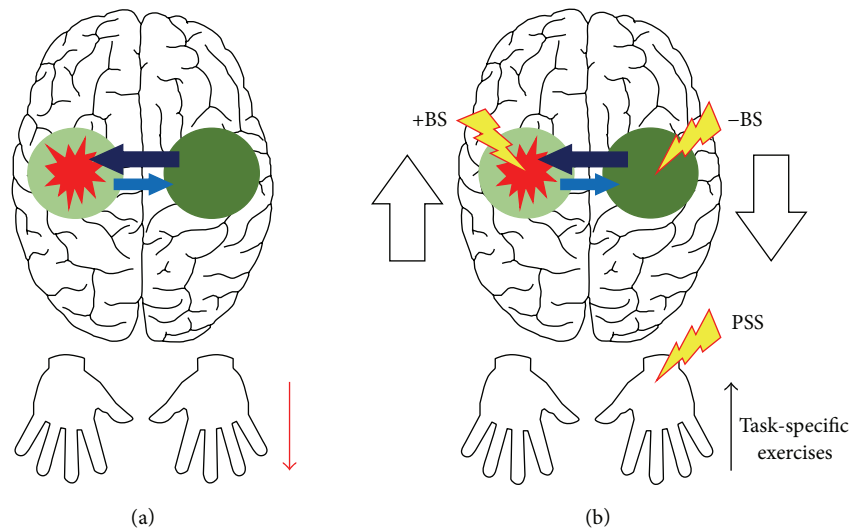 +BS
−BS
PSS
Task-specific
exercises
(a)
(b)